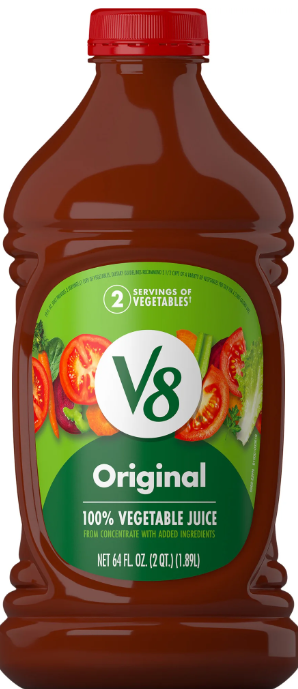 2 SERVINGS OF
VEGETABLES†
V8
Original
100% VEGETABLE JUICE
FROM CONCENTRATE WITH ADDED INGREDIENTS
NET 64 FL. OZ. (2 QT.) (1.89L)